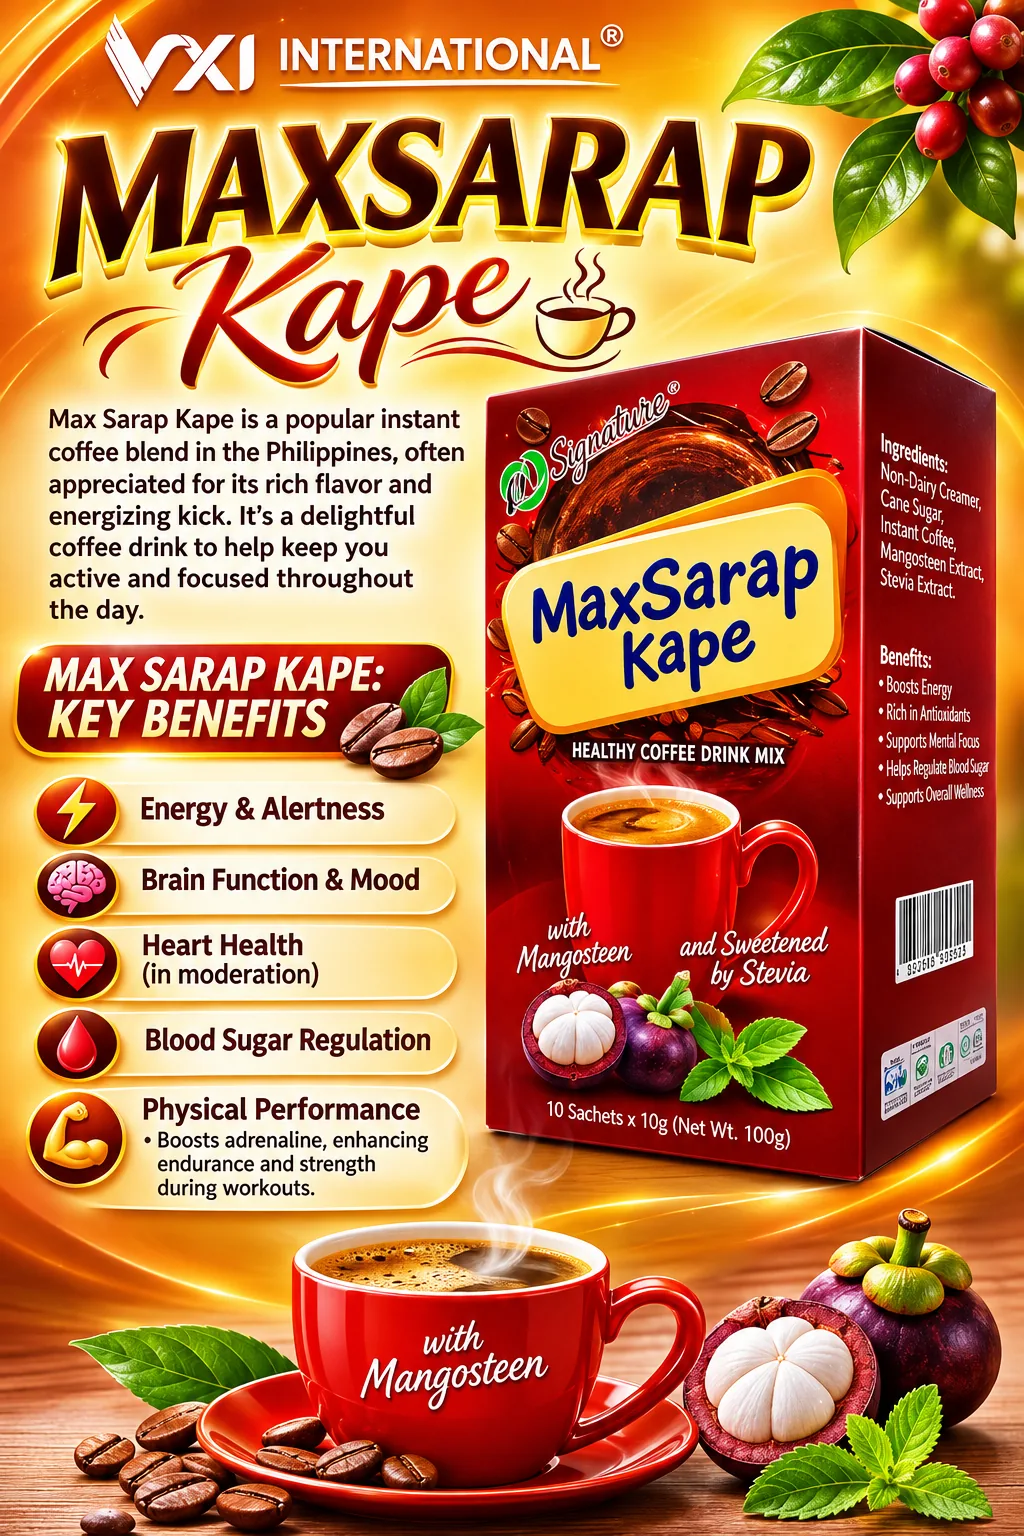 VXI INTERNATIONAL®
MAXSARAP
Kape
Max Sarap Kape is a popular instant
coffee blend in the Philippines, often
appreciated for its rich flavor and
energizing kick. It's a delightful
coffee drink to help keep you
active and focused throughout
the day.
MAX SARAP KAPE:
KEY BENEFITS
Energy & Alertness
Brain Function & Mood
Heart Health
(in moderation)
Blood Sugar Regulation
Physical Performance
• Boosts adrenaline, enhancing
endurance and strength
during workouts.
Signature®
MaxSarap
Kape
HEALTHY COFFEE DRINK MIX
with
Mangosteen
and Sweetened
by Stevia
10 Sachets x 10g (Net Wt. 100g)
Ingredients:
Non-Dairy Creamer,
Cane Sugar,
Instant Coffee,
Mangosteen Extract,
Stevia Extract.
Benefits:
• Boosts Energy
• Rich in Antioxidants
• Supports Mental Focus
• Helps Regulate Blood Sugar
• Supports Overall Wellness
with
Mangosteen